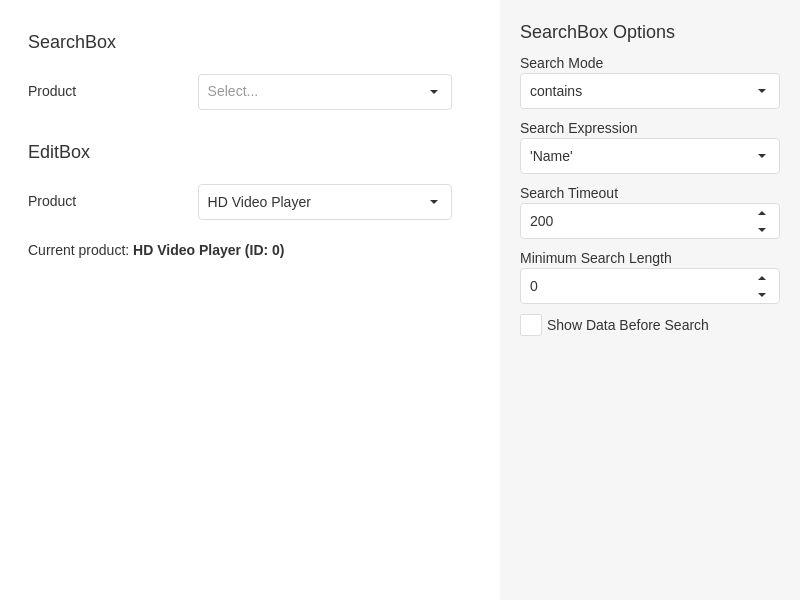 SearchBox
Product
Select...
EditBox
Product
HD Video Player
Current product: HD Video Player (ID: 0)
SearchBox Options
Search Mode
contains
Search Expression
'Name'
Search Timeout
200
Minimum Search Length
0
Show Data Before Search